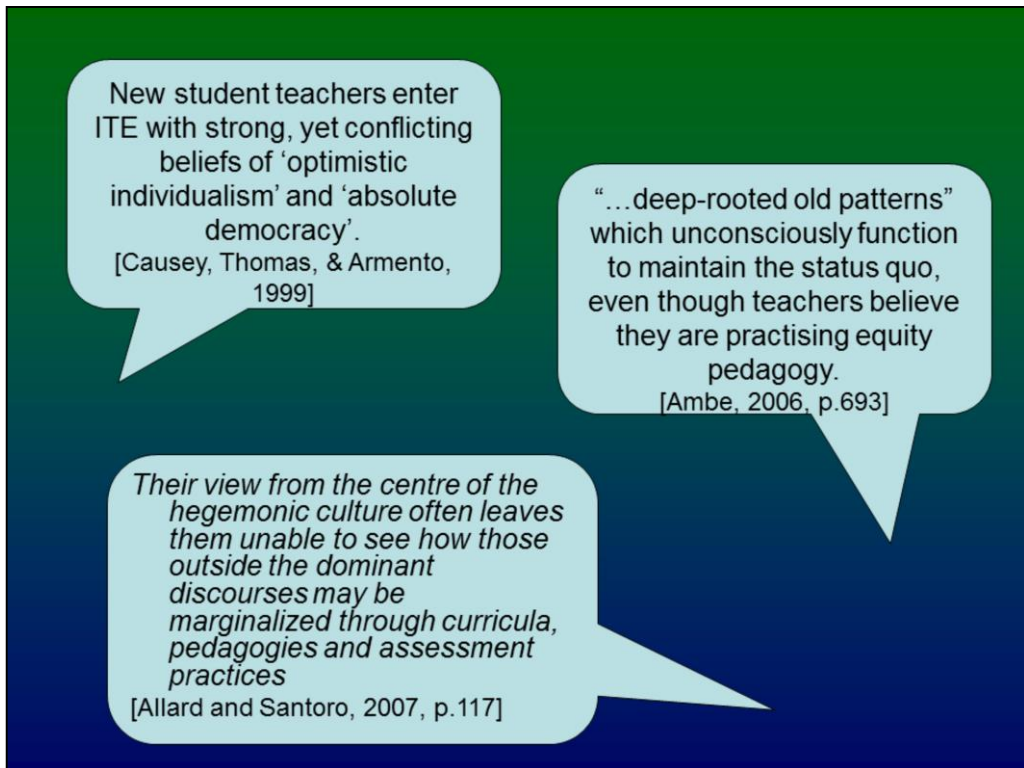 New student teachers enter
ITE with strong, yet conflicting
beliefs of ‘optimistic
individualism’ and ‘absolute
democracy’.
[Causey, Thomas, & Armento,
1999]
“…deep-rooted old patterns”
which unconsciously function
to maintain the status quo,
even though teachers believe
they are practising equity
pedagogy.
[Ambe, 2006, p.693]
Their view from the centre of the
hegemonic culture often leaves
them unable to see how those
outside the dominant
discourses may be
marginalized through curricula,
pedagogies and assessment
practices
[Allard and Santoro, 2007, p.117]